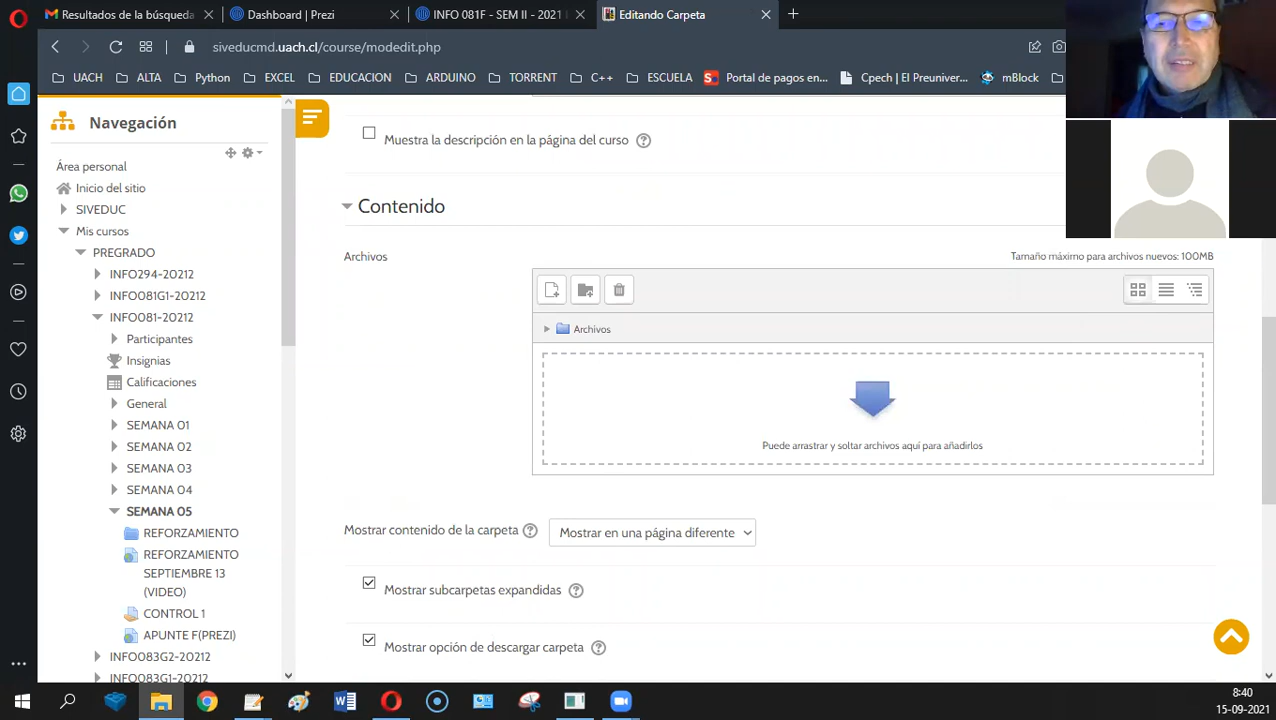 Resultados de la búsqueda
Dashboard | Prezi
INFO 081F - SEM II - 2021
Editando Carpeta
siveducmd.uach.cl/course/modedit.php
UACH
ALTA
Python
EXCEL
EDUCACION
ARDUINO
TORRENT
C++
ESCUELA
Portal de pagos en...
Cpech | El Preuniver...
mBlock
Navegación
Área personal
Inicio del sitio
SIVEDUC
Mis cursos
PREGRADO
INFO294-20212
INFO081G1-20212
INFO081-20212
Participantes
Insignias
Calificaciones
General
SEMANA 01
SEMANA 02
SEMANA 03
SEMANA 04
SEMANA 05
REFORZAMIENTO
REFORZAMIENTO
SEPTIEMBRE 13
(VIDEO)
CONTROL 1
APUNTE F(PREZI)
INFO083G2-20212
INFO083G1-20212
Muestra la descripción en la página del curso
Contenido
Archivos
Tamaño máximo para archivos nuevos: 100MB
Archivos
Puede arrastrar y soltar archivos aquí para añadirlos
Mostrar contenido de la carpeta
Mostrar en una página diferente
Mostrar subcarpetas expandidas
Mostrar opción de descargar carpeta
8:40
15-09-2021